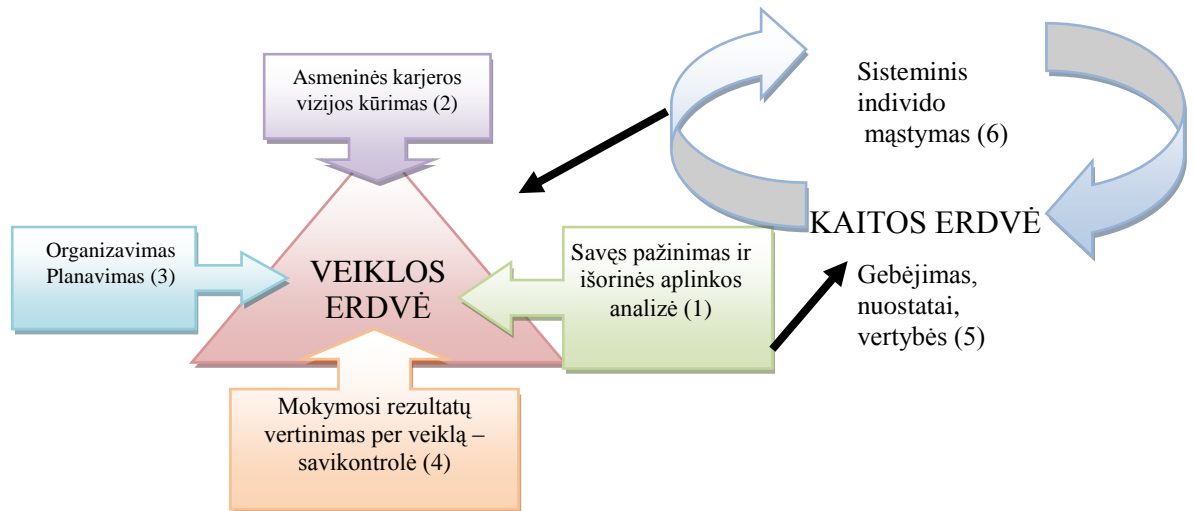 Asmeninės karjeros
vizijos kūrimas (2)
Sisteminis
individo
mąstymas (6)
Organizavimas
Planavimas (3)
VEIKLOS
ERDVĖ
Savęs pažinimas ir
išorinės aplinkos
analizė (1)
KAITOS ERDVĖ
Gebėjimas,
nuostatai,
vertybės (5)
Mokymosi rezultatų
vertinimas per veiklą –
savikontrolė (4)